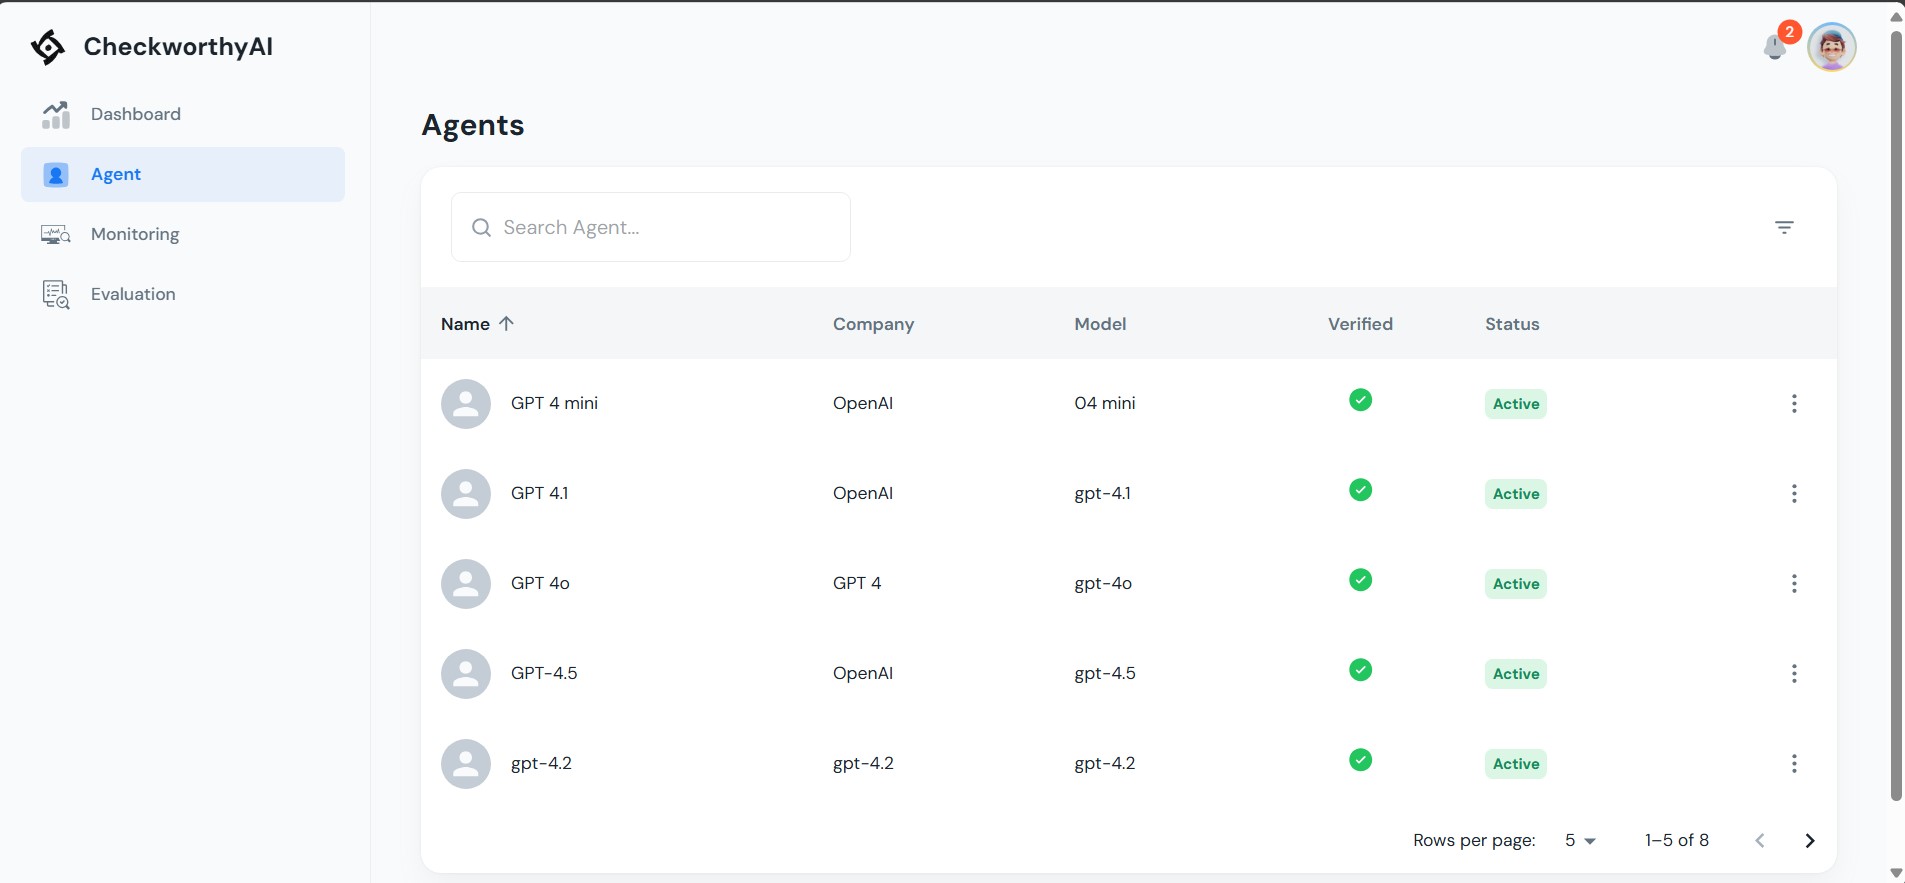 CheckworthyAI
2
Dashboard
Agent
Monitoring
Evaluation
Agents
Search Agent...
Name Company Model Verified Status
GPT 4 mini OpenAI 04 mini Active
GPT 4.1 OpenAI gpt-4.1 Active
GPT 4o GPT 4 gpt-4o Active
GPT-4.5 OpenAI gpt-4.5 Active
gpt-4.2 gpt-4.2 gpt-4.2 Active
Rows per page: 5 1–5 of 8